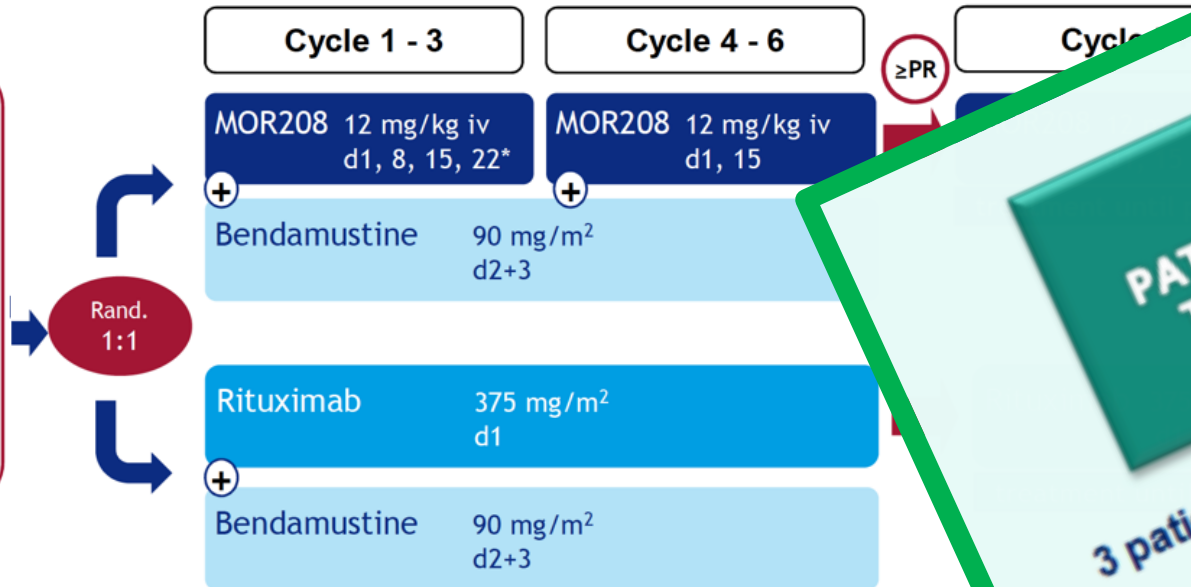 Cycle 1 - 3
Cycle 4 - 6
≥PR
MOR208 12 mg/kg iv
d1, 8, 15, 22*
MOR208 12 mg/kg iv
d1, 15
+
+
Bendamustine 90 mg/m²
d2+3
Rand.
1:1
Rituximab 375 mg/m²
d1
+
Bendamustine 90 mg/m²
d2+3
3